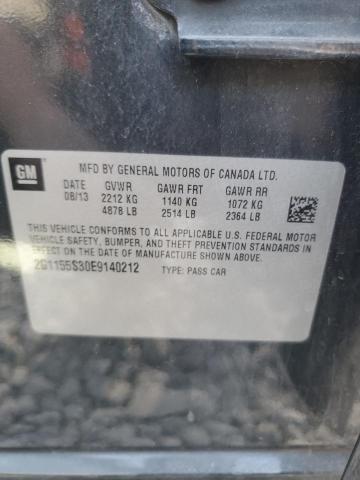 GM
MFD BY GENERAL MOTORS OF CANADA LTD.
DATE GVWR GAWR FRT GAWR RR
08/13 2212 KG 1140 KG 1072 KG
4878 LB 2514 LB 2364 LB
THIS VEHICLE CONFORMS TO ALL APPLICABLE U.S. FEDERAL MOTOR
VEHICLE SAFETY, BUMPER, AND THEFT PREVENTION STANDARDS IN
EFFECT ON THE DATE OF MANUFACTURE SHOWN ABOVE.
2G1155S30E9140212 TYPE: PASS CAR